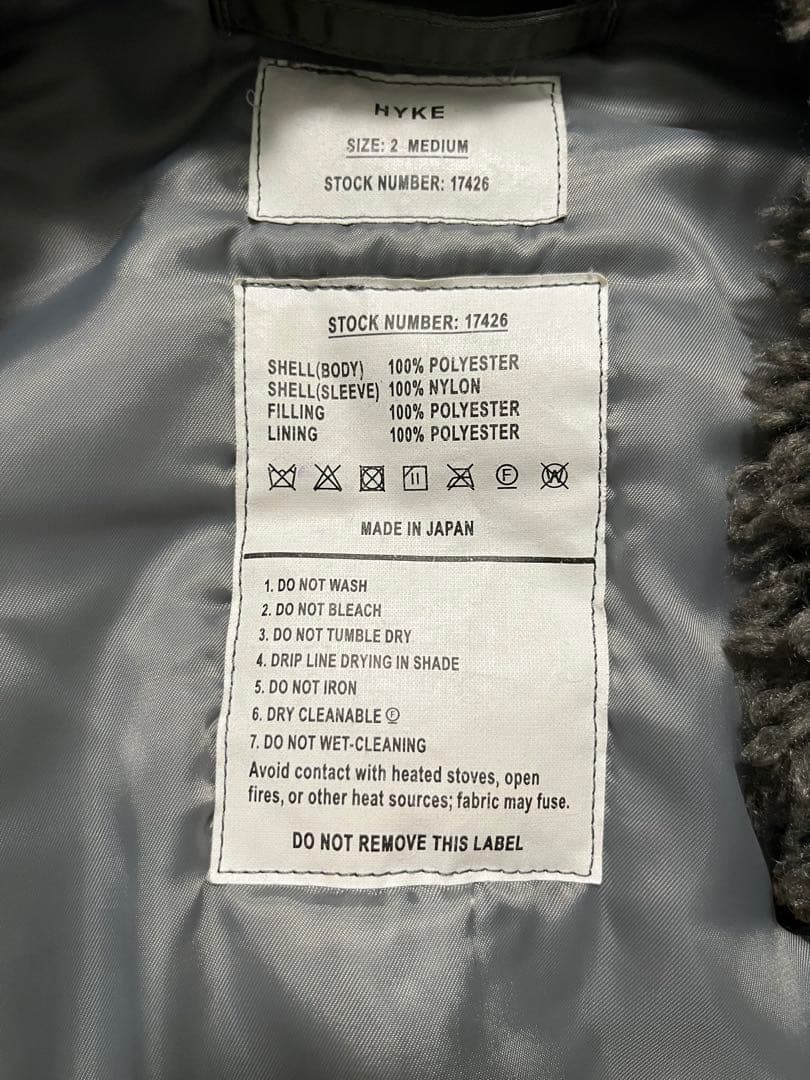 HYKE
SIZE: 2 MEDIUM
STOCK NUMBER: 17426
STOCK NUMBER: 17426
SHELL(BODY) 100% POLYESTER
SHELL(SLEEVE) 100% NYLON
FILLING 100% POLYESTER
LINING 100% POLYESTER
F W
MADE IN JAPAN
1. DO NOT WASH
2. DO NOT BLEACH
3. DO NOT TUMBLE DRY
4. DRIP LINE DRYING IN SHADE
5. DO NOT IRON
6. DRY CLEANABLE Ⓕ
7. DO NOT WET-CLEANING
Avoid contact with heated stoves, open
fires, or other heat sources; fabric may fuse.
DO NOT REMOVE THIS LABEL